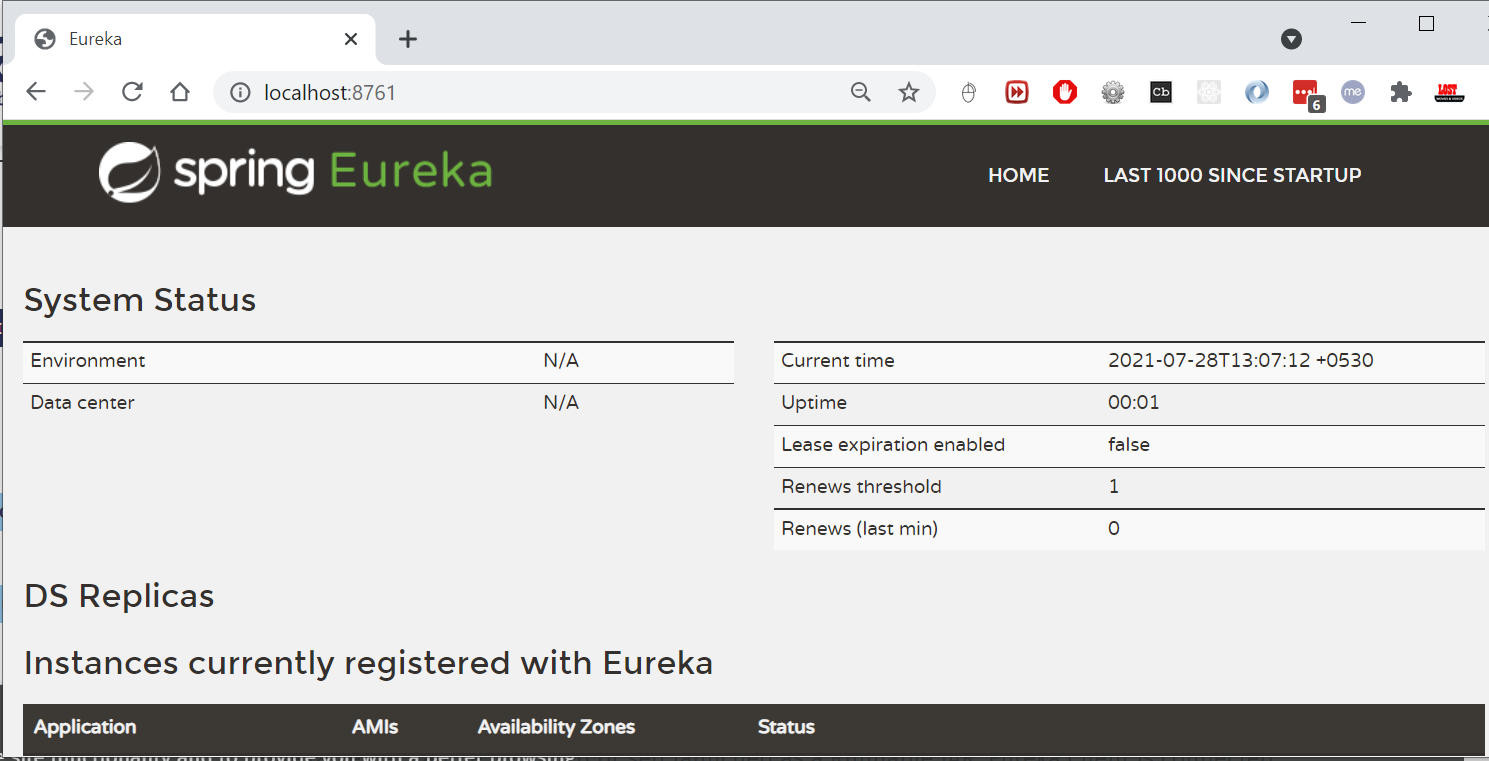 Eureka
localhost:8761
Cb
6
me
LOST
spring Eureka
HOME LAST 1000 SINCE STARTUP
System Status
Environment N/A
Data center N/A
Current time 2021-07-28T13:07:12 +0530
Uptime 00:01
Lease expiration enabled false
Renews threshold 1
Renews (last min) 0
DS Replicas
Instances currently registered with Eureka
Application AMIs Availability Zones Status